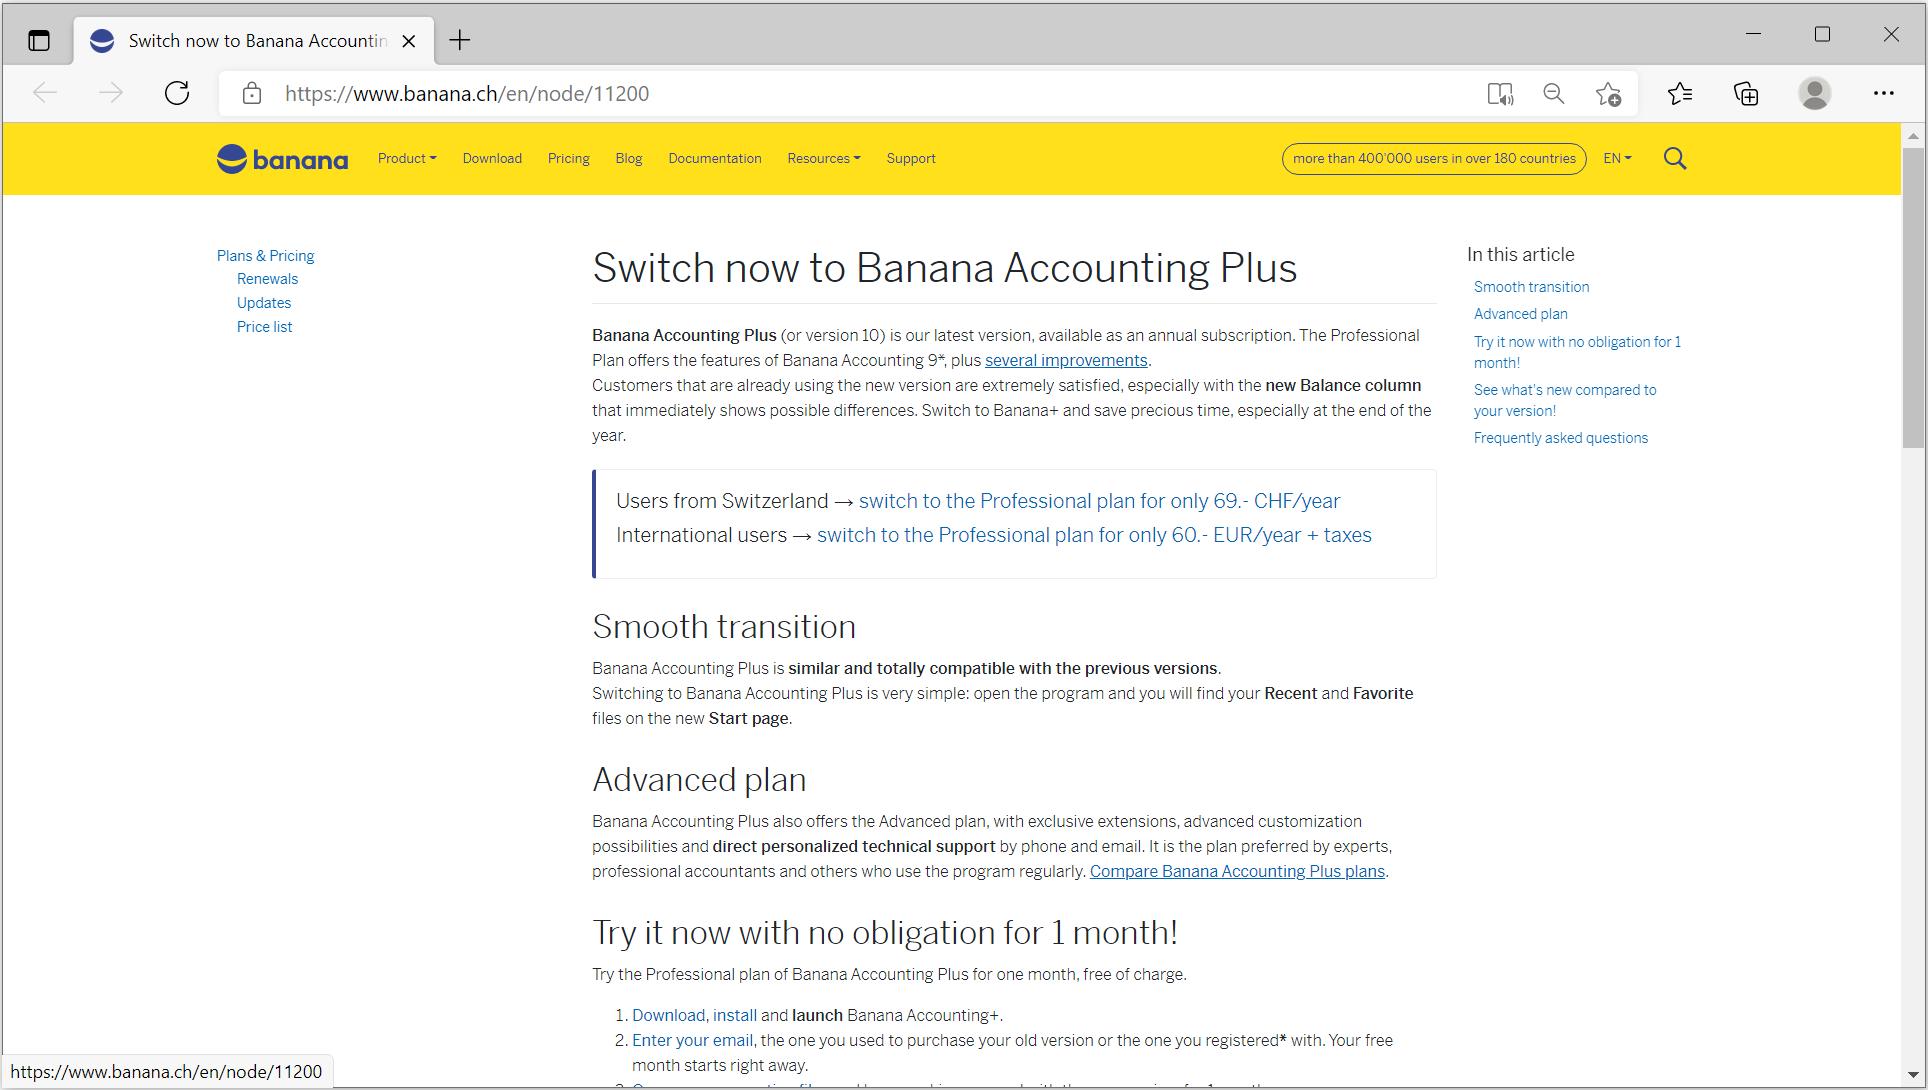 Switch now to Banana Accountin
https://www.banana.ch/en/node/11200
banana
Product
Download
Pricing
Blog
Documentation
Resources
Support
more than 400'000 users in over 180 countries
EN
Plans & Pricing
Renewals
Updates
Price list
Switch now to Banana Accounting Plus
Banana Accounting Plus (or version 10) is our latest version, available as an annual subscription. The Professional
Plan offers the features of Banana Accounting 9*, plus several improvements.
Customers that are already using the new version are extremely satisfied, especially with the new Balance column
that immediately shows possible differences. Switch to Banana+ and save precious time, especially at the end of the
year.
Users from Switzerland → switch to the Professional plan for only 69.- CHF/year
International users → switch to the Professional plan for only 60.- EUR/year + taxes
Smooth transition
Banana Accounting Plus is similar and totally compatible with the previous versions.
Switching to Banana Accounting Plus is very simple: open the program and you will find your Recent and Favorite
files on the new Start page.
Advanced plan
Banana Accounting Plus also offers the Advanced plan, with exclusive extensions, advanced customization
possibilities and direct personalized technical support by phone and email. It is the plan preferred by experts,
professional accountants and others who use the program regularly. Compare Banana Accounting Plus plans.
Try it now with no obligation for 1 month!
Try the Professional plan of Banana Accounting Plus for one month, free of charge.
1. Download, install and launch Banana Accounting+.
2. Enter your email, the one you used to purchase your old version or the one you registered* with. Your free
month starts right away.
In this article
Smooth transition
Advanced plan
Try it now with no obligation for 1
month!
See what's new compared to
your version!
Frequently asked questions
https://www.banana.ch/en/node/11200